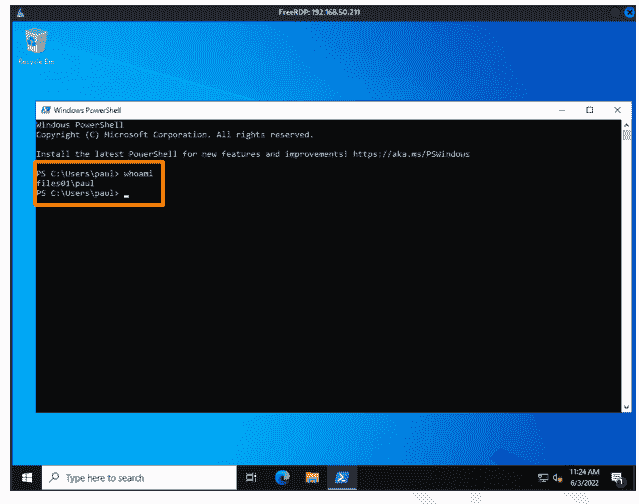 FreeRDP: 192.168.50.211
Recycle Bin
Windows PowerShell
Windows PowerShell
Copyright (C) Microsoft Corporation. All rights reserved.
Install the latest PowerShell for new features and improvements! https://aka.ms/PSWindows
PS C:\Users\paul> whoami
files01\paul
PS C:\Users\paul>
Type here to search
11:24 AM
6/3/2022